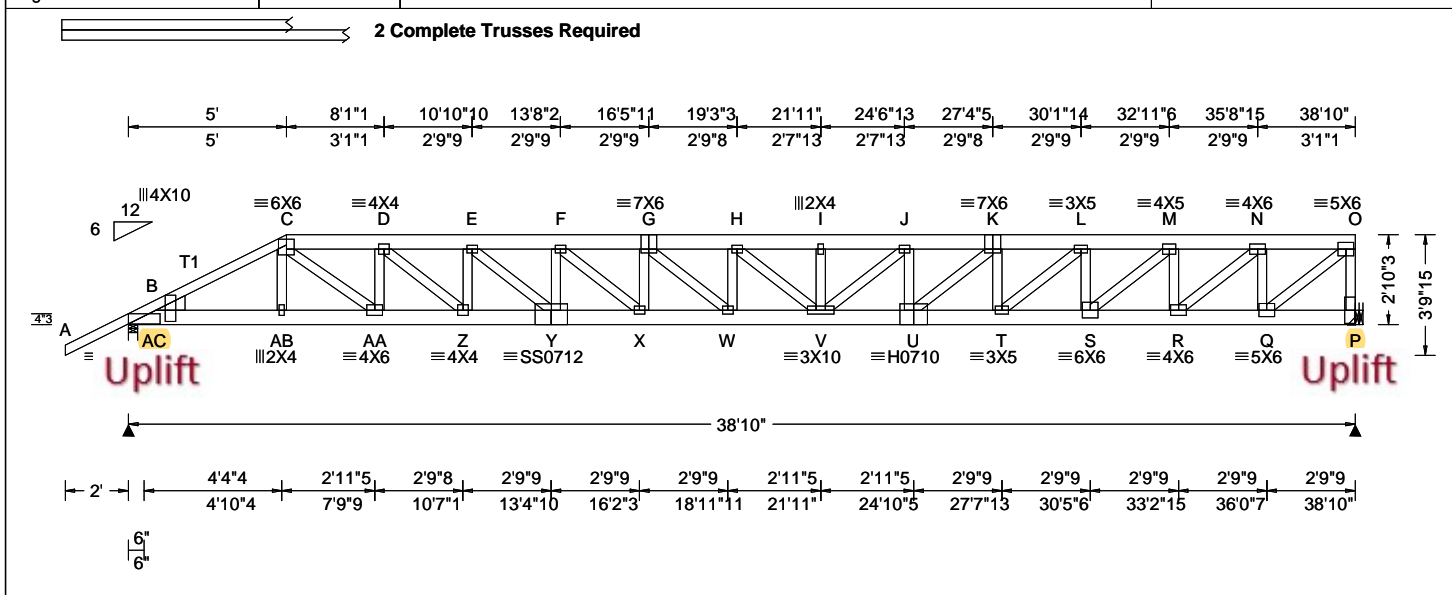 2 Complete Trusses Required
5' 8'1"1 10'10"10 13'8"2 16'5"11 19'3"3 21'11" 24'6"13 27'4"5 30'1"14 32'11"6 35'8"15 38'10"
5' 3'1"1 2'9"9 2'9"9 2'9"9 2'9"8 2'7"13 2'7"13 2'9"8 2'9"9 2'9"9 2'9"9 3'1"1
|||4X10
≡6X6 ≡4X4 ≡7X6 |||2X4 ≡7X6 ≡3X5 ≡4X5 ≡4X6 ≡5X6
12
6
C D E F G H I J K L M N O
T1
B
2'10"3
3'9"15
4"3
A
AC AB AA Z Y X W V U T S R Q P
≡ |||2X4 ≡4X6 ≡4X4 ≡SS0712 ≡3X10 ≡H0710 ≡3X5 ≡6X6 ≡4X6 ≡5X6
Uplift Uplift
38'10"
4'4"4 2'11"5 2'9"8 2'9"9 2'9"9 2'9"9 2'11"5 2'11"5 2'9"9 2'9"9 2'9"9 2'9"9 2'9"9
2'
4'10"4 7'9"9 10'7"1 13'4"10 16'2"3 18'11"11 21'11" 24'10"5 27'7"13 30'5"6 33'2"15 36'0"7 38'10"
6"
6"